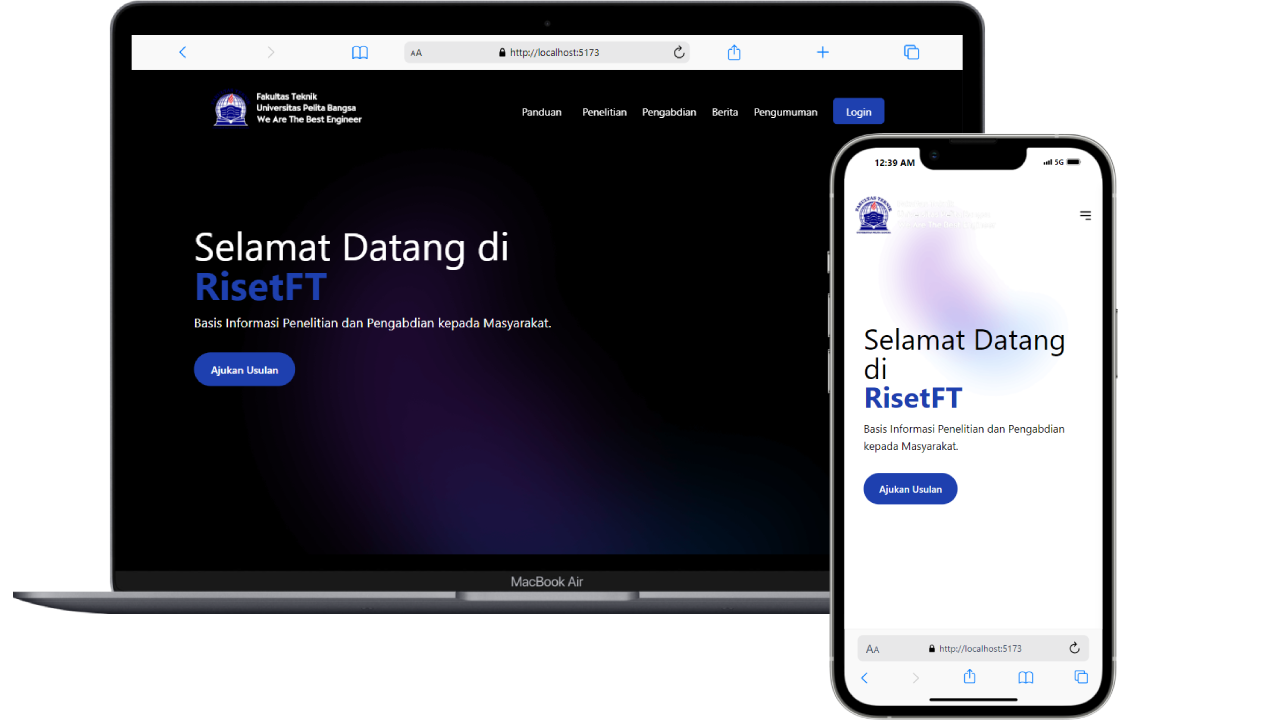 AA http://localhost:5173
Fakultas Teknik
Universitas Pelita Bangsa
We Are The Best Engineer
Panduan Penelitian Pengabdian Berita Pengumuman Login
Selamat Datang di
RisetFT
Basis Informasi Penelitian dan Pengabdian kepada Masyarakat.
Ajukan Usulan
MacBook Air
12:39 AM 5G
FAKULTAS TEKNIK
Selamat Datang
di
RisetFT
Basis Informasi Penelitian dan Pengabdian
kepada Masyarakat.
Ajukan Usulan
AA http://localhost:5173